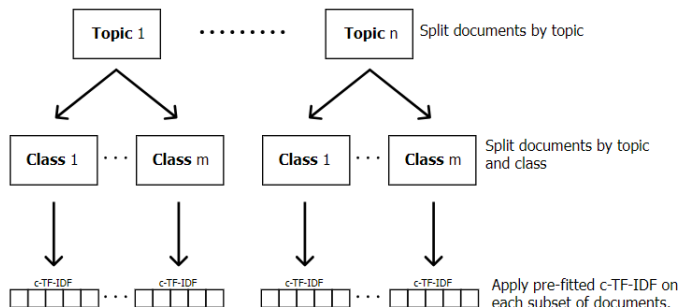 Topic 1 ......... Topic n Split documents by topic
Class 1 ... Class m Class 1 ... Class m Split documents by topic
and class
c-TF-IDF c-TF-IDF c-TF-IDF c-TF-IDF Apply pre-fitted c-TF-IDF on
each subset of documents.